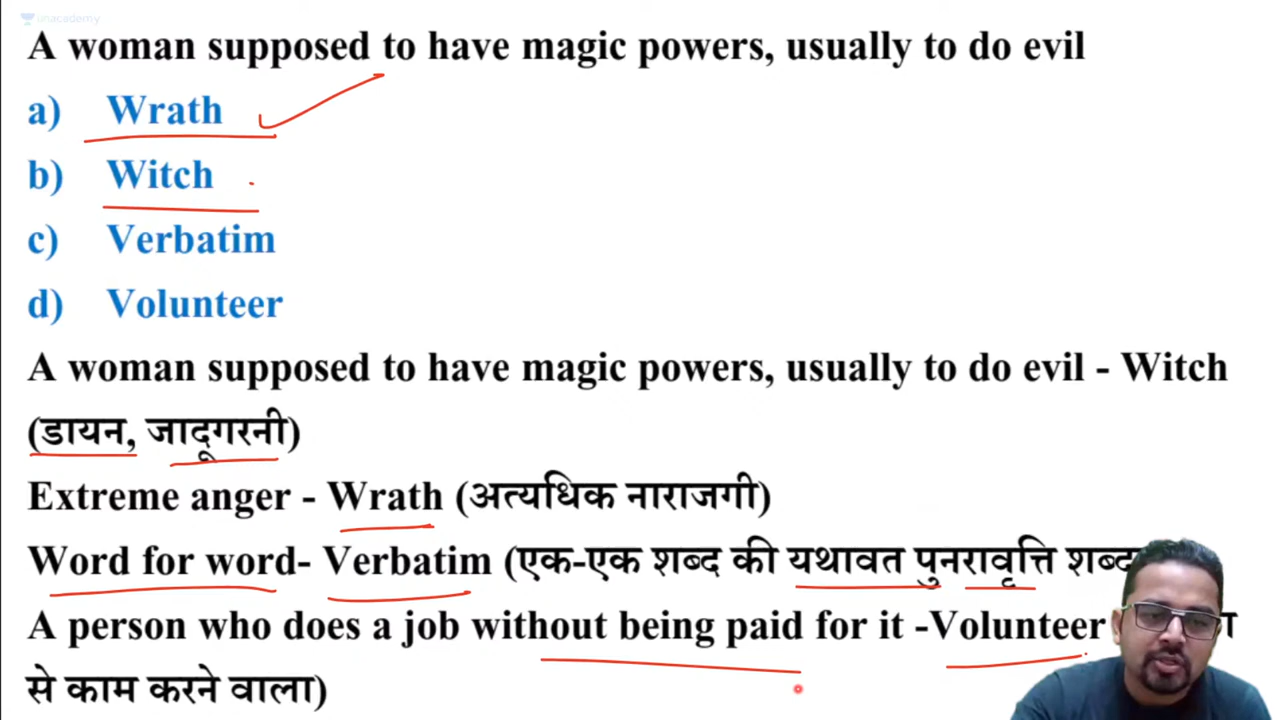 unacademy
A woman supposed to have magic powers, usually to do evil
a) Wrath
b) Witch
c) Verbatim
d) Volunteer
A woman supposed to have magic powers, usually to do evil - Witch
(डायन, जादूगरनी)
Extreme anger - Wrath (अत्यधिक नाराजगी)
Word for word- Verbatim (एक-एक शब्द की यथावत पुनरावृत्ति
A person who does a job without being paid for it -Volunteer
से काम करने वाला)